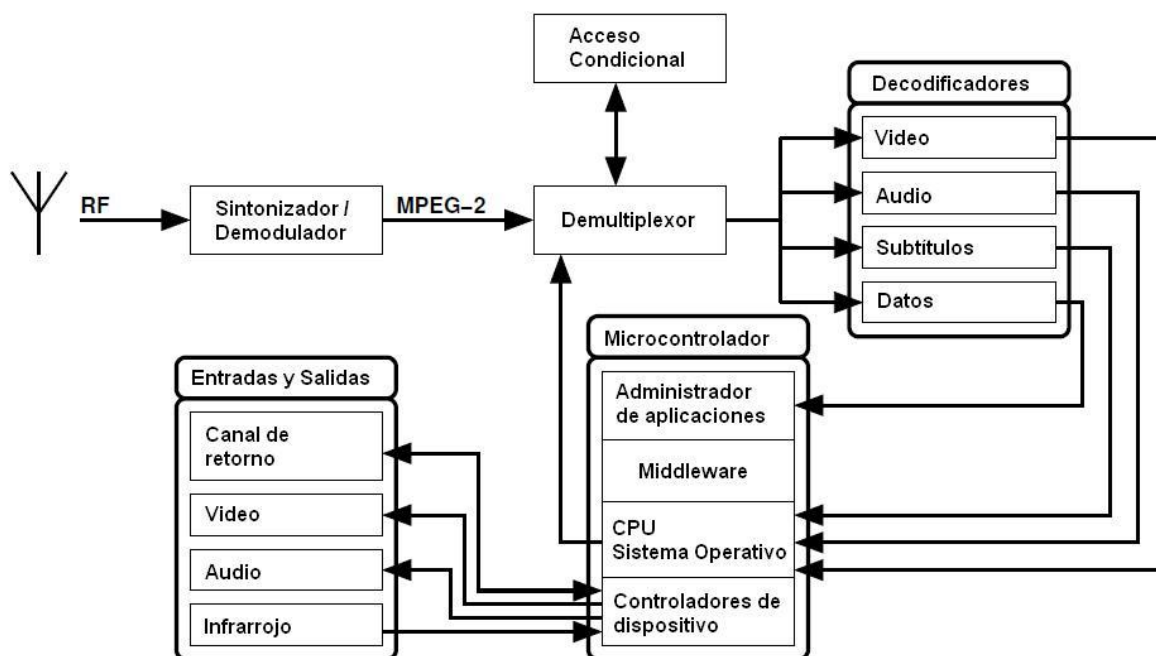 Acceso
Condicional
Decodificadores
Video
Audio
Subtítulos
Datos
RF
Sintonizador /
Demodulador
MPEG-2
Demultiplexor
Microcontrolador
Administrador
de aplicaciones
Middleware
CPU
Sistema Operativo
Controladores de
dispositivo
Entradas y Salidas
Canal de
retorno
Video
Audio
Infrarrojo